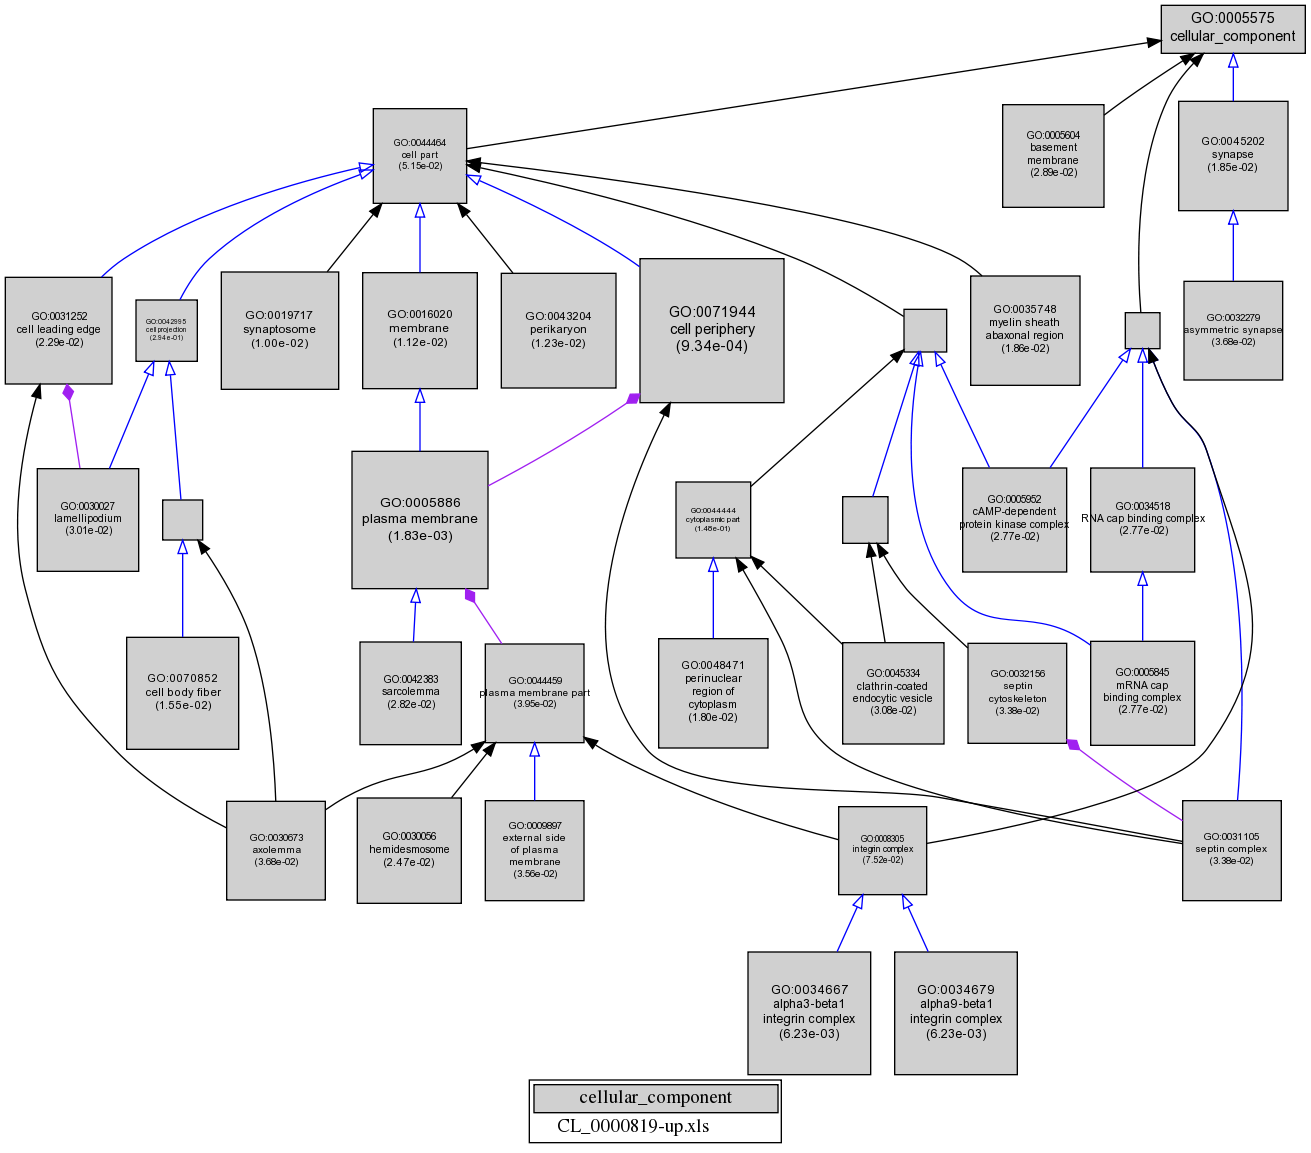 GO:0005575
cellular_component
GO:0044464
cell part
(5.15e-02)
GO:0005604
basement
membrane
(2.89e-02)
GO:0045202
synapse
(1.85e-02)
GO:0031252
cell leading edge
(2.29e-02)
GO:0042995
cell projection
(2.94e-01)
GO:0019717
synaptosome
(1.00e-02)
GO:0016020
membrane
(1.12e-02)
GO:0043204
perikaryon
(1.23e-02)
GO:0071944
cell periphery
(9.34e-04)
GO:0035748
myelin sheath
abaxonal region
(1.86e-02)
GO:0032279
asymmetric synapse
(3.68e-02)
GO:0030027
lamellipodium
(3.01e-02)
GO:0005886
plasma membrane
(1.83e-03)
GO:0044444
cytoplasmic part
(1.48e-01)
GO:0005952
cAMP-dependent
protein kinase complex
(2.77e-02)
GO:0034518
RNA cap binding complex
(2.77e-02)
GO:0070852
cell body fiber
(1.55e-02)
GO:0042383
sarcolemma
(2.82e-02)
GO:0044459
plasma membrane part
(3.95e-02)
GO:0048471
perinuclear
region of
cytoplasm
(1.80e-02)
GO:0045334
clathrin-coated
endocytic vesicle
(3.08e-02)
GO:0032156
septin
cytoskeleton
(3.38e-02)
GO:0005845
mRNA cap
binding complex
(2.77e-02)
GO:0030673
axolemma
(3.68e-02)
GO:0030056
hemidesmosome
(2.47e-02)
GO:0009897
external side
of plasma
membrane
(3.56e-02)
GO:0008305
integrin complex
(7.52e-02)
GO:0031105
septin complex
(3.38e-02)
GO:0034667
alpha3-beta1
integrin complex
(6.23e-03)
GO:0034679
alpha9-beta1
integrin complex
(6.23e-03)
cellular_component
CL_0000819-up.xls